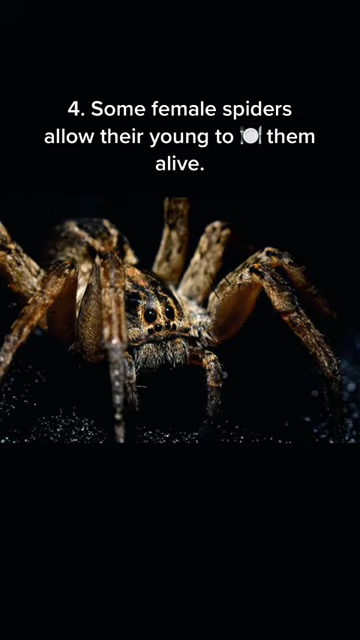 4. Some female spiders
allow their young to 🍽️ them
alive.